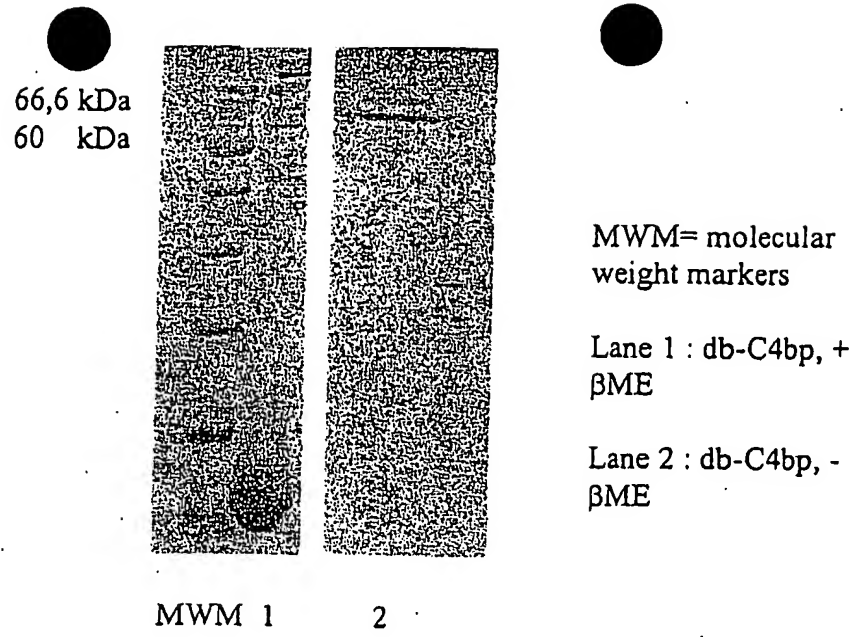 66,6 kDa
60 kDa
MWM= molecular
weight markers
Lane 1 : db-C4bp, +
βME
Lane 2 : db-C4bp, -
βME
MWM 1 2